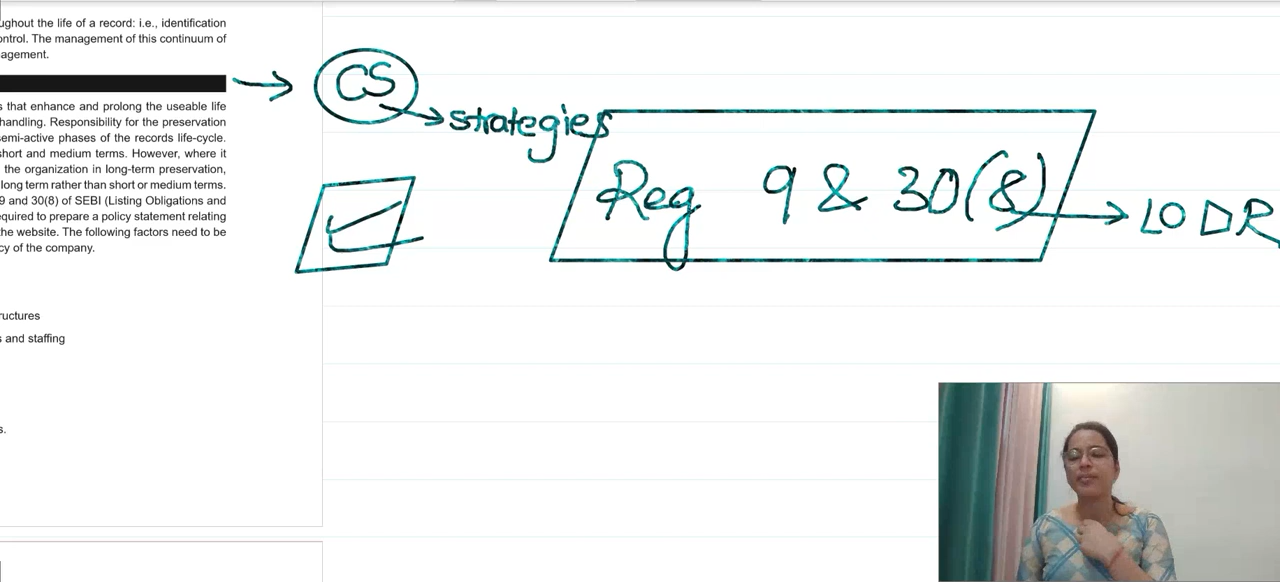 ughout the life of a record: i.e., identification
ontrol. The management of this continuum of
agement.
s that enhance and prolong the useable life
handling. Responsibility for the preservation
emi-active phases of the records life-cycle.
short and medium terms. However, where it
the organization in long-term preservation,
long term rather than short or medium terms.
9 and 30(8) of SEBI (Listing Obligations and
equired to prepare a policy statement relating
the website. The following factors need to be
cy of the company.
ructures
s and staffing
s.
CS
strategies
Reg 9 & 30(8) LODR